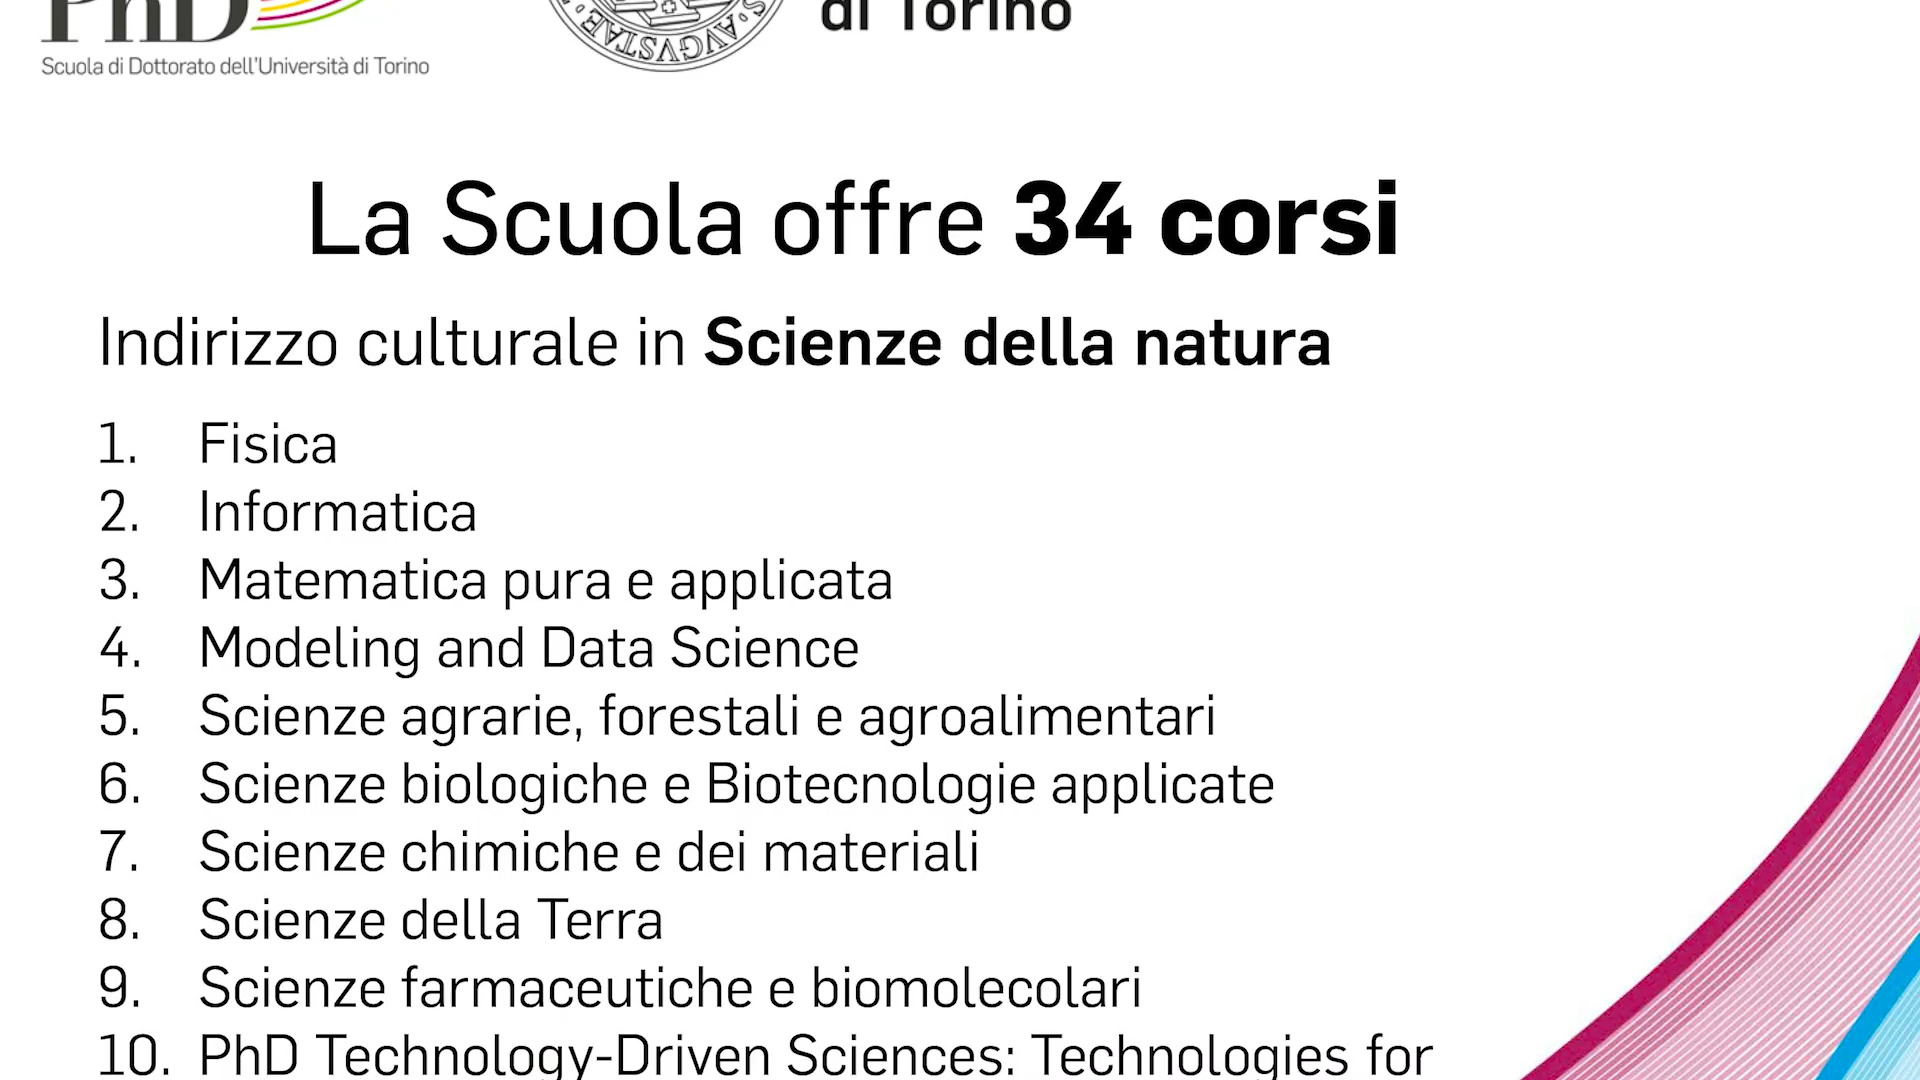 PhD
di Torino
Scuola di Dottorato dell'Università di Torino
AUGUSTAE
La Scuola offre 34 corsi
Indirizzo culturale in Scienze della natura
1. Fisica
2. Informatica
3. Matematica pura e applicata
4. Modeling and Data Science
5. Scienze agrarie, forestali e agroalimentari
6. Scienze biologiche e Biotecnologie applicate
7. Scienze chimiche e dei materiali
8. Scienze della Terra
9. Scienze farmaceutiche e biomolecolari
10. PhD Technology-Driven Sciences: Technologies for